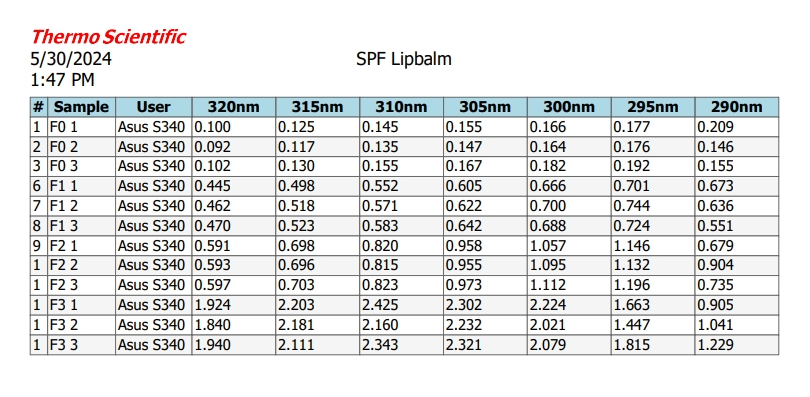 Thermo Scientific
5/30/2024
SPF Lipbalm
1:47 PM
# Sample User 320nm 315nm 310nm 305nm 300nm 295nm 290nm
1 F0 1 Asus S340 0.100 0.125 0.145 0.155 0.166 0.177 0.209
2 F0 2 Asus S340 0.092 0.117 0.135 0.147 0.164 0.176 0.146
3 F0 3 Asus S340 0.102 0.130 0.155 0.167 0.182 0.192 0.155
6 F1 1 Asus S340 0.445 0.498 0.552 0.605 0.666 0.701 0.673
7 F1 2 Asus S340 0.462 0.518 0.571 0.622 0.700 0.744 0.636
8 F1 3 Asus S340 0.470 0.523 0.583 0.642 0.688 0.724 0.551
9 F2 1 Asus S340 0.591 0.698 0.820 0.958 1.057 1.146 0.679
1 F2 2 Asus S340 0.593 0.696 0.815 0.955 1.095 1.132 0.904
1 F2 3 Asus S340 0.597 0.703 0.823 0.973 1.112 1.196 0.735
1 F3 1 Asus S340 1.924 2.203 2.425 2.302 2.224 1.663 0.905
1 F3 2 Asus S340 1.840 2.181 2.160 2.232 2.021 1.447 1.041
1 F3 3 Asus S340 1.940 2.111 2.343 2.321 2.079 1.815 1.229